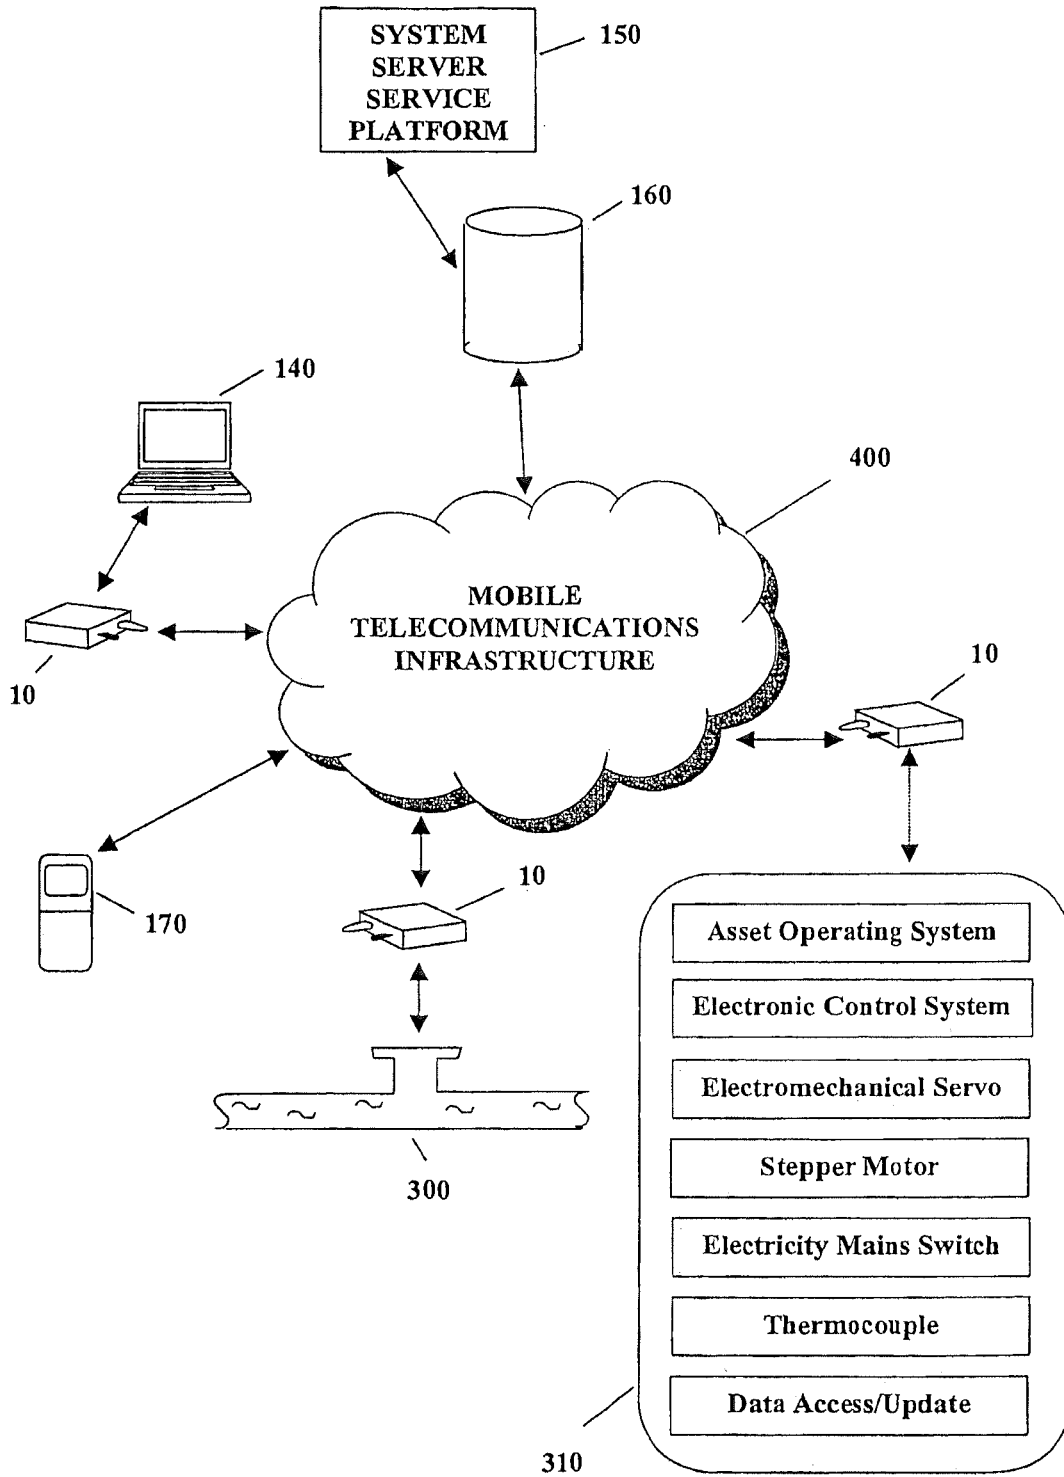 SYSTEM
SERVER
SERVICE
PLATFORM
150
160
140
400
MOBILE
TELECOMMUNICATIONS
INFRASTRUCTURE
10
10
10
170
Asset Operating System
Electronic Control System
Electromechanical Servo
Stepper Motor
300
Electricity Mains Switch
Thermocouple
Data Access/Update
310